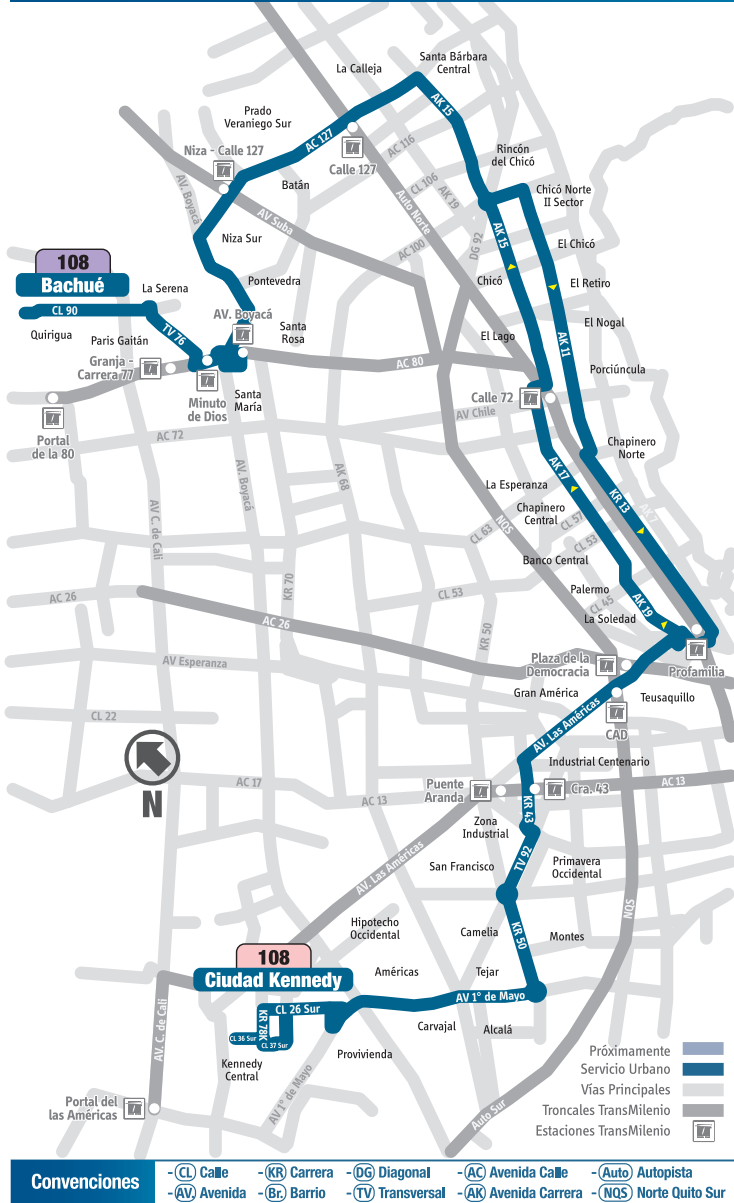 Santa Bárbara
Central
La Calleja
AK 15
Prado
Veraniego Sur
AC 127
AC 116
Niza - Calle 127
Calle 127
Rincón
del Chicó
CL 106
AK 19
Batán
AV. Boyacá
Chicó Norte
II Sector
Auto Norte
AV Suba
AK 15
Niza Sur
El Chicó
AC 100
DG 92
108
Bachué
La Serena
Pontevedra
Chicó
El Retiro
CL 90
AV. Boyacá
El Nogal
Quirigua
Paris Gaitán
TV 76
Santa
Rosa
El Lago
AK 11
Granja -
Carrera 77
AC 80
Porciúncula
Minuto
de Dios
Santa
María
Calle 72
AV Chile
Portal
de la 80
AC 72
Chapinero
Norte
AV. Boyacá
AK 68
AK 17
La Esperanza
KR 13
AK 7
AV C. de Cali
Chapinero
Central
CL 57
NQS
CL 63
CL 53
Banco Central
KR 70
CL 53
Palermo
AC 26
CL 45
AK 19
AC 26
La Soledad
KR 50
AV Esperanza
Plaza de la
Democracia
Profamilia
Gran América
Teusaquillo
CL 22
AV. Las Américas
CAD
N
Industrial Centenario
AC 17
Puente
Aranda
Cra. 43
AC 13
AC 13
KR 43
Zona
Industrial
TV 92
AV. Las Américas
San Francisco
Primavera
Occidental
NQS
Hipotecho
Occidental
KR 50
Camelia
Montes
108
Ciudad Kennedy
Américas
Tejar
AV 1° de Mayo
CL 26 Sur
KR 78K
Carvajal
Alcalá
AV. C. de Cali
CL 36 Sur
CL 37 Sur
Provivienda
Kennedy
Central
Portal del
las Américas
AV 1° de Mayo
Auto Sur
Próximamente
Servicio Urbano
Vías Principales
Troncales TransMilenio
Estaciones TransMilenio
Convenciones
- CL Calle - KR Carrera - DG Diagonal - AC Avenida Calle - Auto Autopista
- AV. Avenida - Br. Barrio - TV Transversal - AK Avenida Carrera - NQS Norte Quito Sur